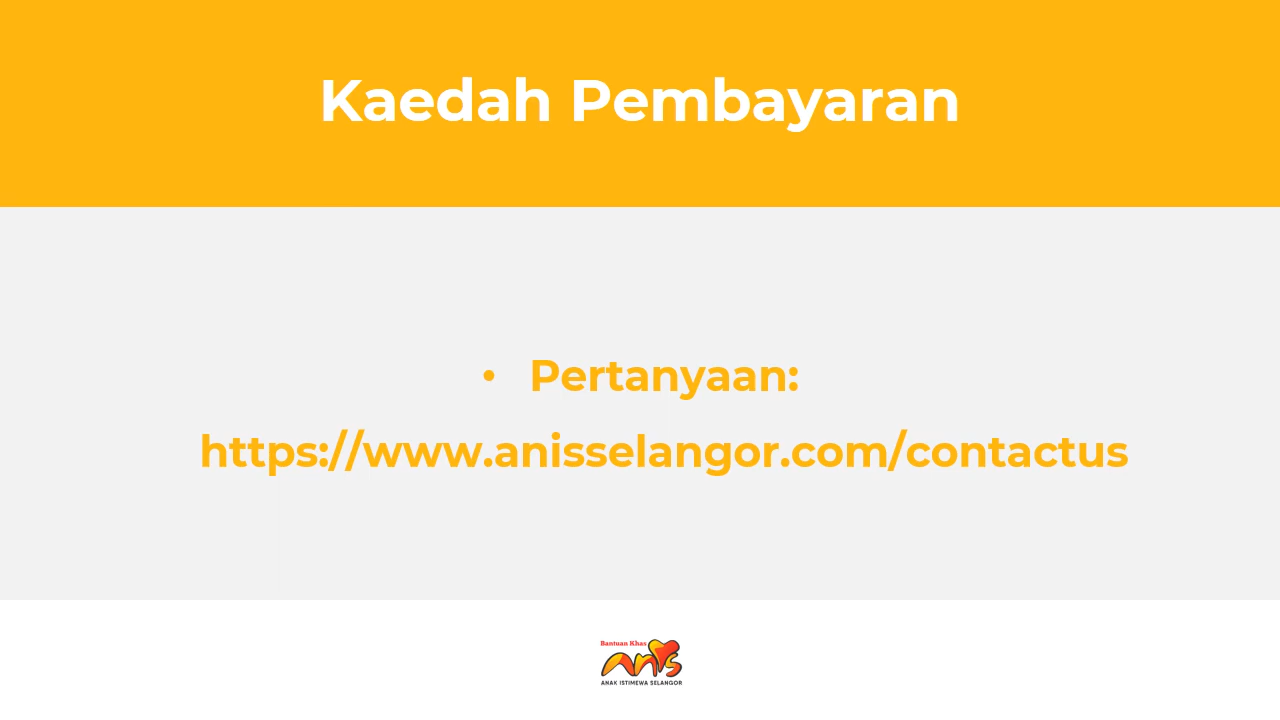 Kaedah Pembayaran
• Pertanyaan:
https://www.anisselangor.com/contactus
Bantuan Khas
anis
ANAK ISTIMEWA SELANGOR